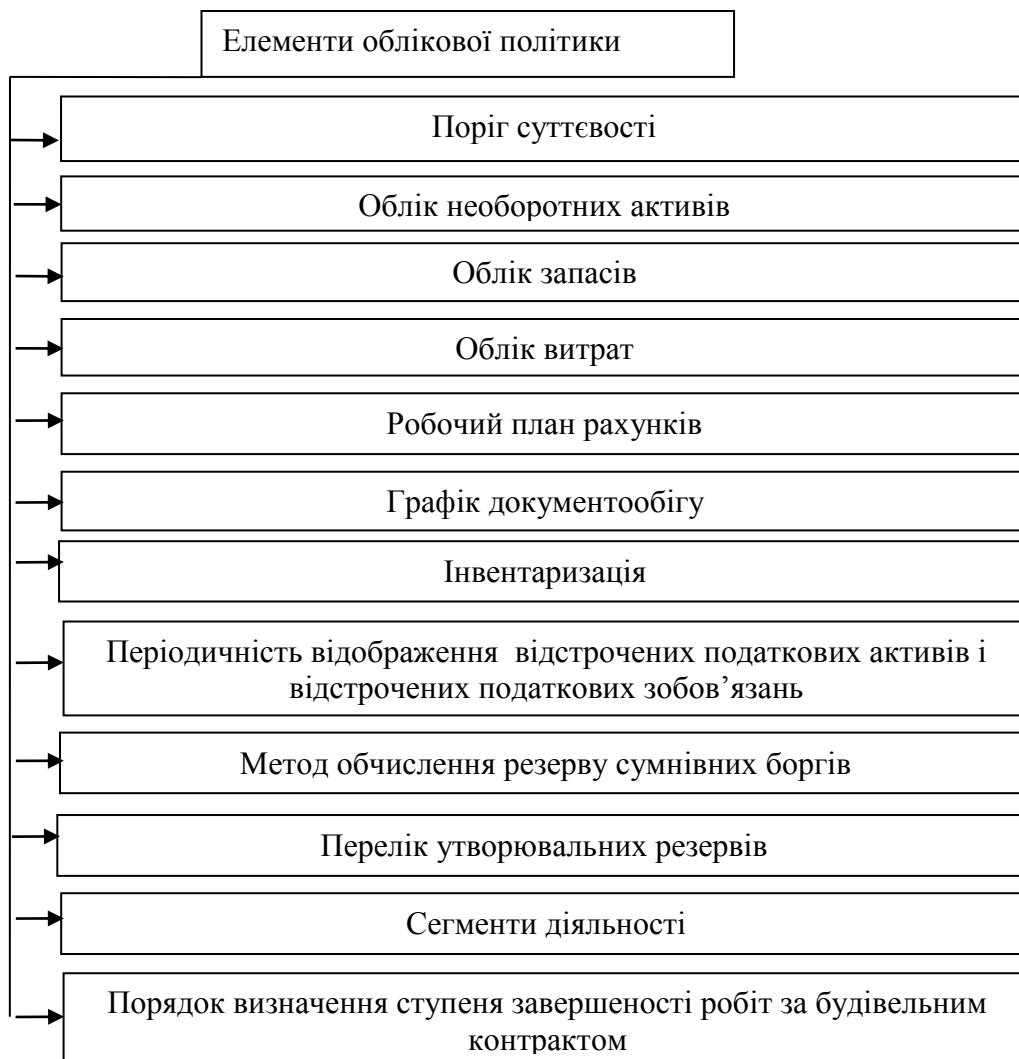 Елементи облікової політики
Поріг суттєвості
Облік необоротних активів
Облік запасів
Облік витрат
Робочий план рахунків
Графік документообігу
Інвентаризація
Періодичність відображення відстрочених податкових активів і
відстрочених податкових зобов’язань
Метод обчислення резерву сумнівних боргів
Перелік утворювальних резервів
Сегменти діяльності
Порядок визначення ступеня завершеності робіт за будівельним
контрактом